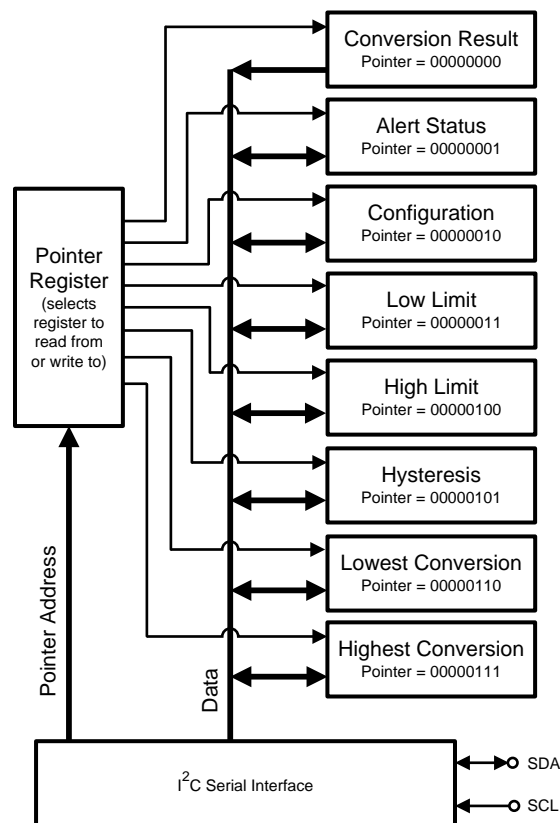 Conversion Result
Pointer = 00000000
Alert Status
Pointer = 00000001
Configuration
Pointer = 00000010
Low Limit
Pointer = 00000011
High Limit
Pointer = 00000100
Hysteresis
Pointer = 00000101
Lowest Conversion
Pointer = 00000110
Highest Conversion
Pointer = 00000111
Pointer
Register
(selects
register to
read from
or write to)
Pointer Address
Data
I²C Serial Interface
SDA
SCL